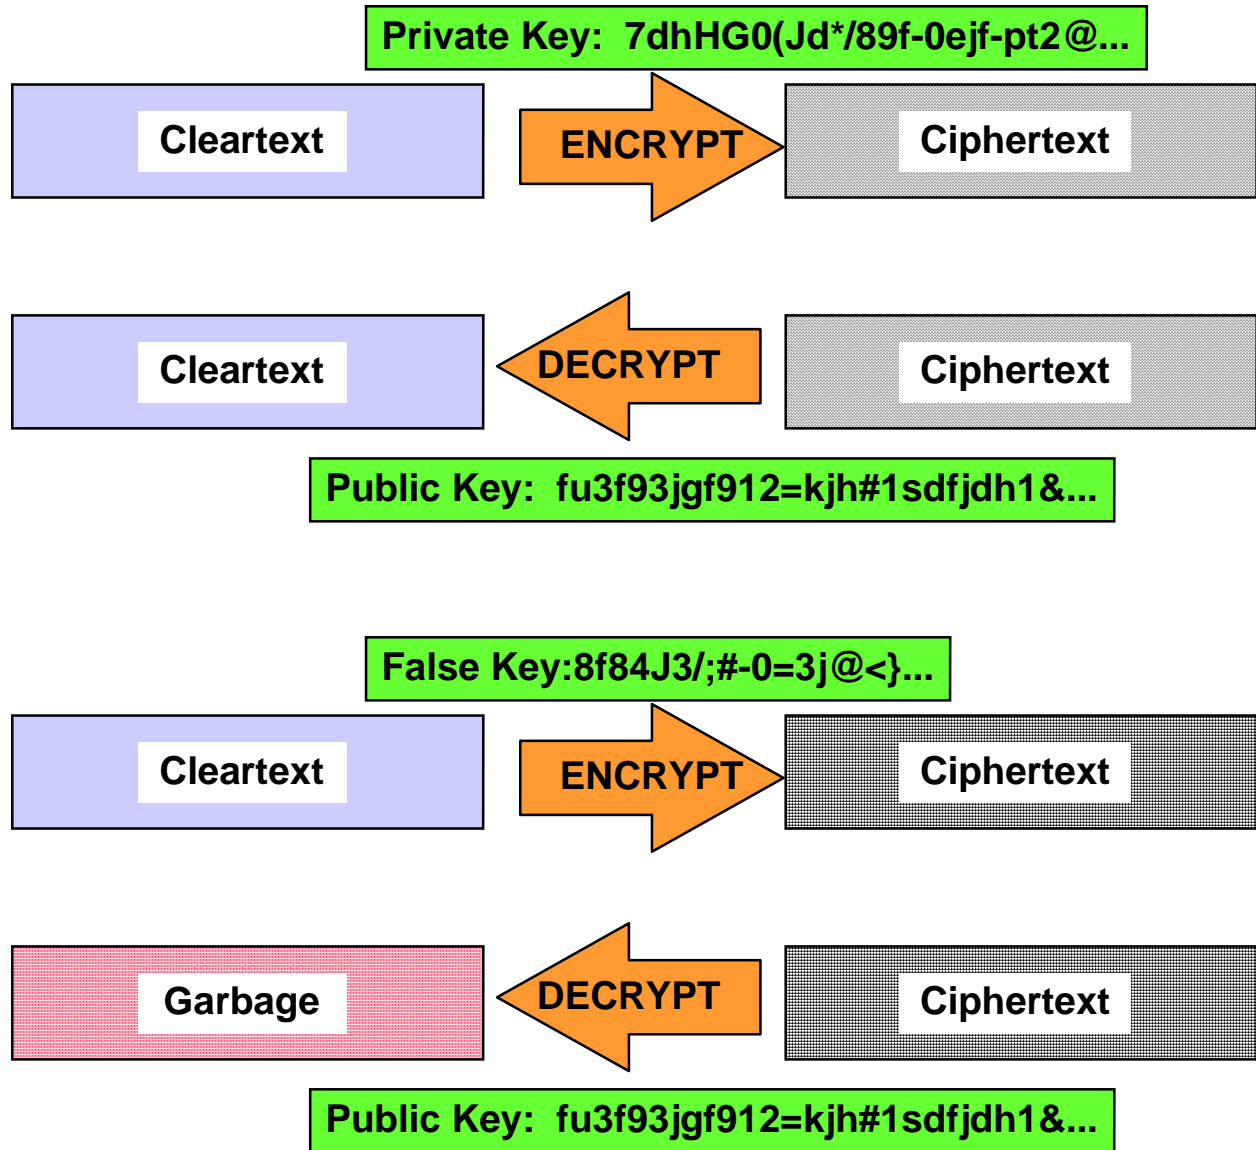 Private Key: 7dhHG0(Jd*/89f-0ejf-pt2@...
Cleartext
ENCRYPT
Ciphertext
Cleartext
DECRYPT
Ciphertext
Public Key: fu3f93jgf912=kjh#1sdfjdh1&...
False Key:8f84J3/;#-0=3j@<}...
Cleartext
ENCRYPT
Ciphertext
Garbage
DECRYPT
Ciphertext
Public Key: fu3f93jgf912=kjh#1sdfjdh1&...